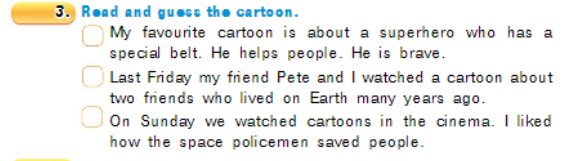 3. Read and guess the cartoon.
My favourite cartoon is about a superhero who has a
special belt. He helps people. He is brave.
Last Friday my friend Pete and I watched a cartoon about
two friends who lived on Earth many years ago.
On Sunday we watched cartoons in the cinema. I liked
how the space policemen saved people.